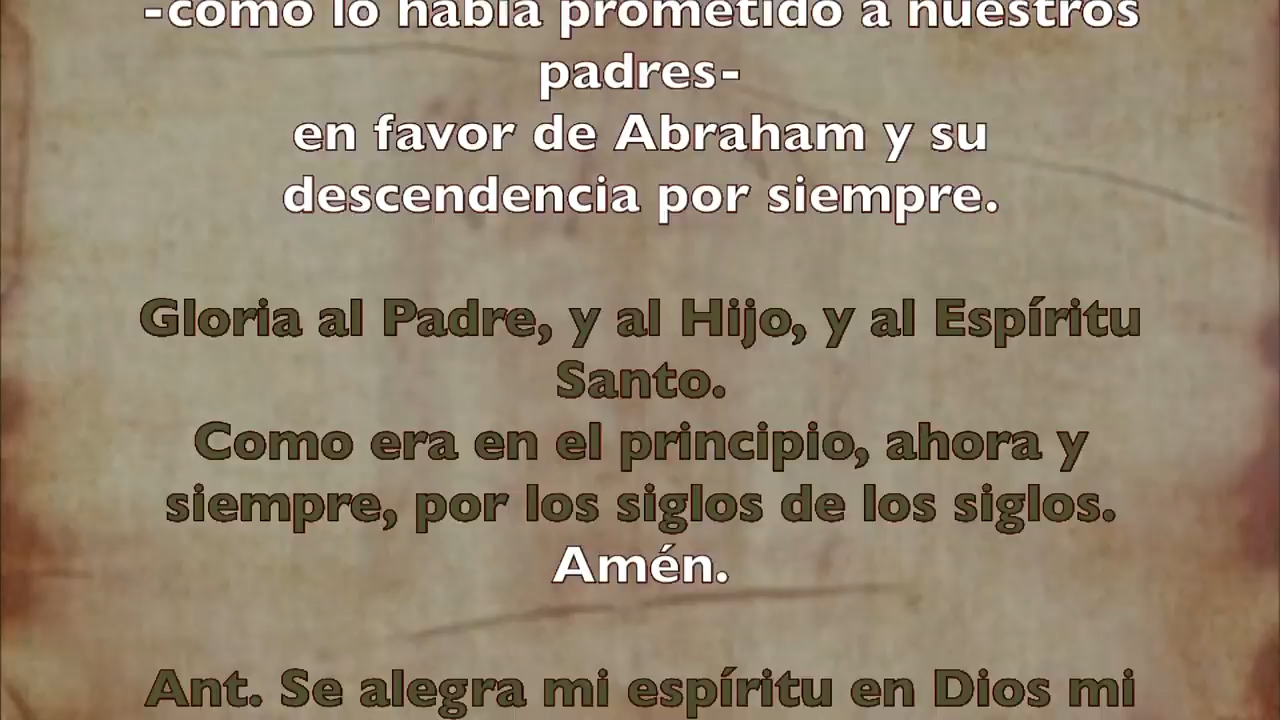 -como lo había prometido a nuestros
padres-
en favor de Abraham y su
descendencia por siempre.
Gloria al Padre, y al Hijo, y al Espíritu
Santo.
Como era en el principio, ahora y
siempre, por los siglos de los siglos.
Amén.
Ant. Se alegra mi espíritu en Dios mi